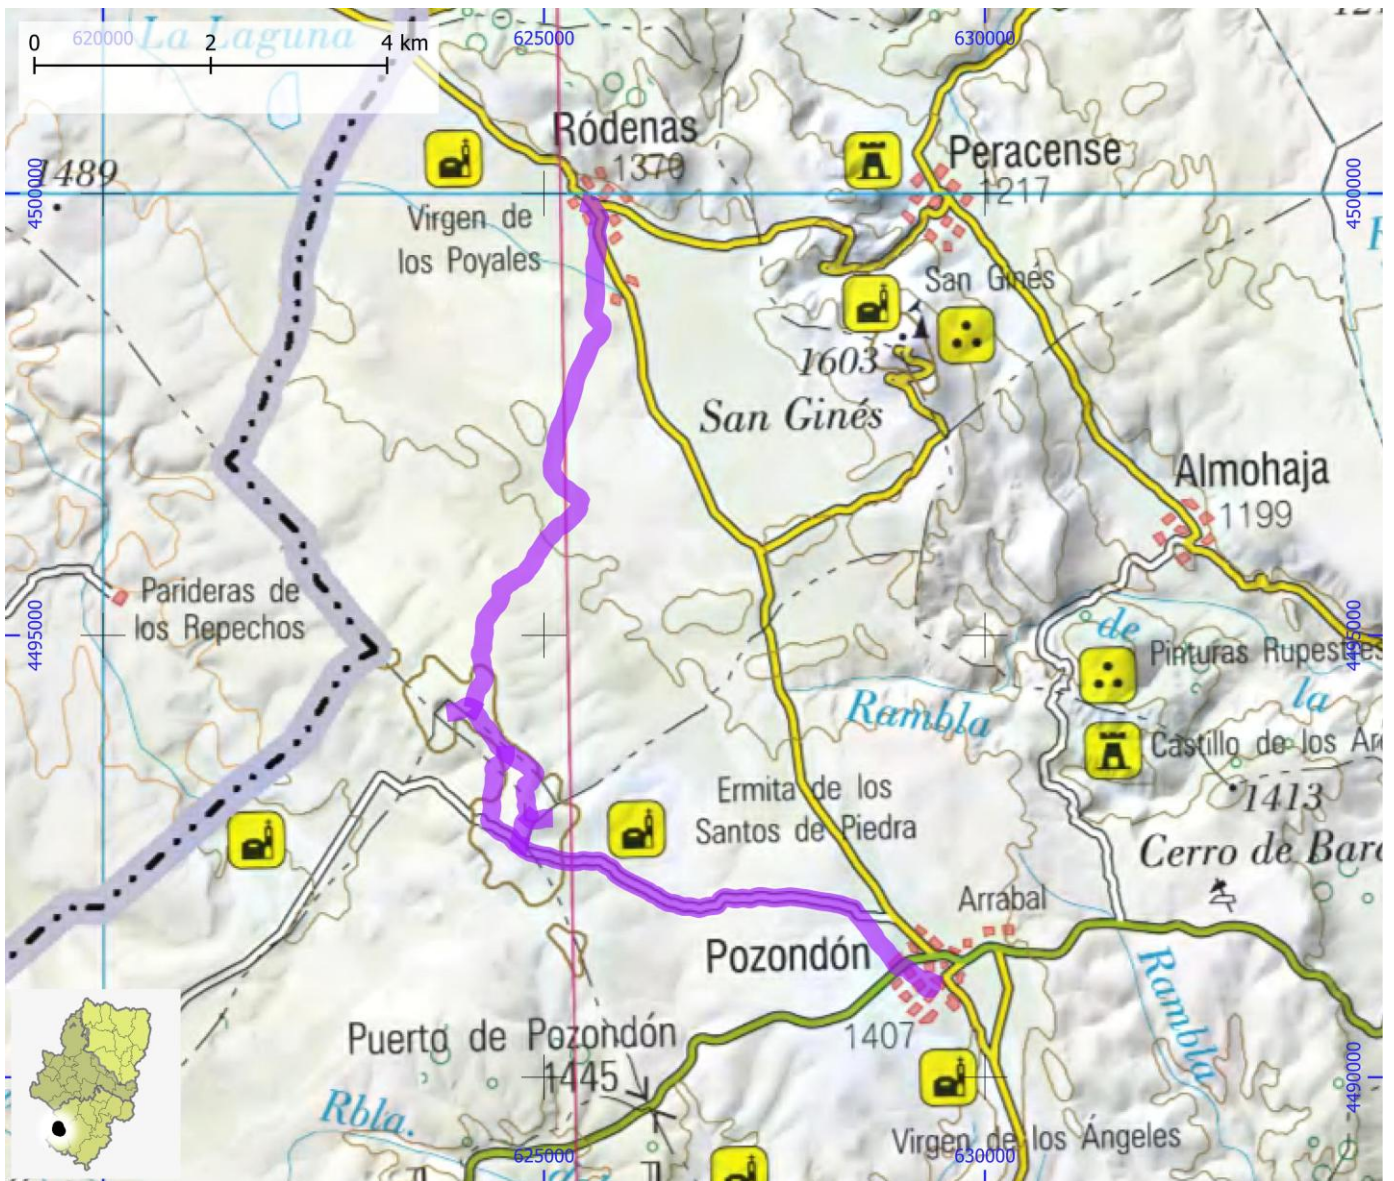 0 2 4 km
620000
La Laguna
625000
630000
Ródenas
1370
Peracense
1217
1489
4500000
4500000
Virgen de
los Poyales
San Ginés
1603
San Ginés
Almohaja
1199
Parideras de
los Repechos
4495000
4495000
de
Pinturas Rupestres
la
Rambla
Castillo de los
1413
Ermita de los
Santos de Piedra
Cerro de
Arrabal
Pozondón
1407
Rambla
Puerto de Pozondón
1445
4490000
Rbla.
Virgen de los Ángeles
625000
630000